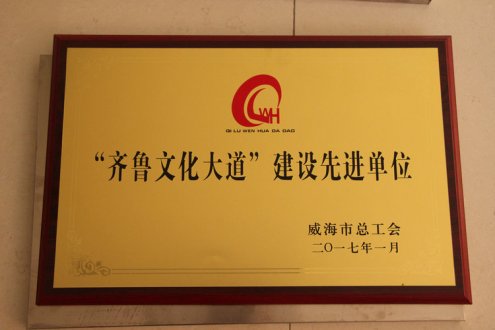 WH
QI LU WEN HUA DA DAO
“齐鲁文化大道”建设先进单位
威海市总工会
二〇一七年一月